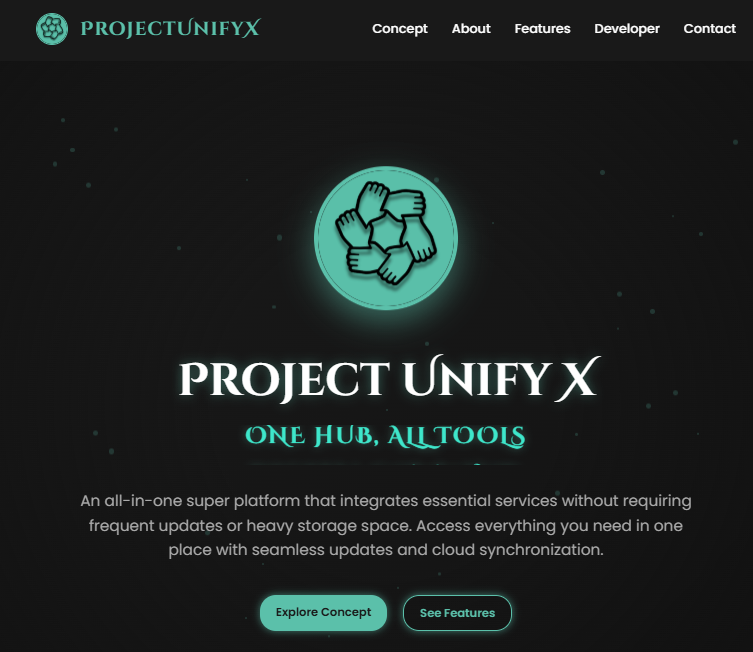 PROJECTUNIFYX
Concept About Features Developer Contact
PROJECT UNIFY X
ONE HUB, ALL TOOLS
An all-in-one super platform that integrates essential services without requiring
frequent updates or heavy storage space. Access everything you need in one
place with seamless updates and cloud synchronization.
Explore Concept See Features